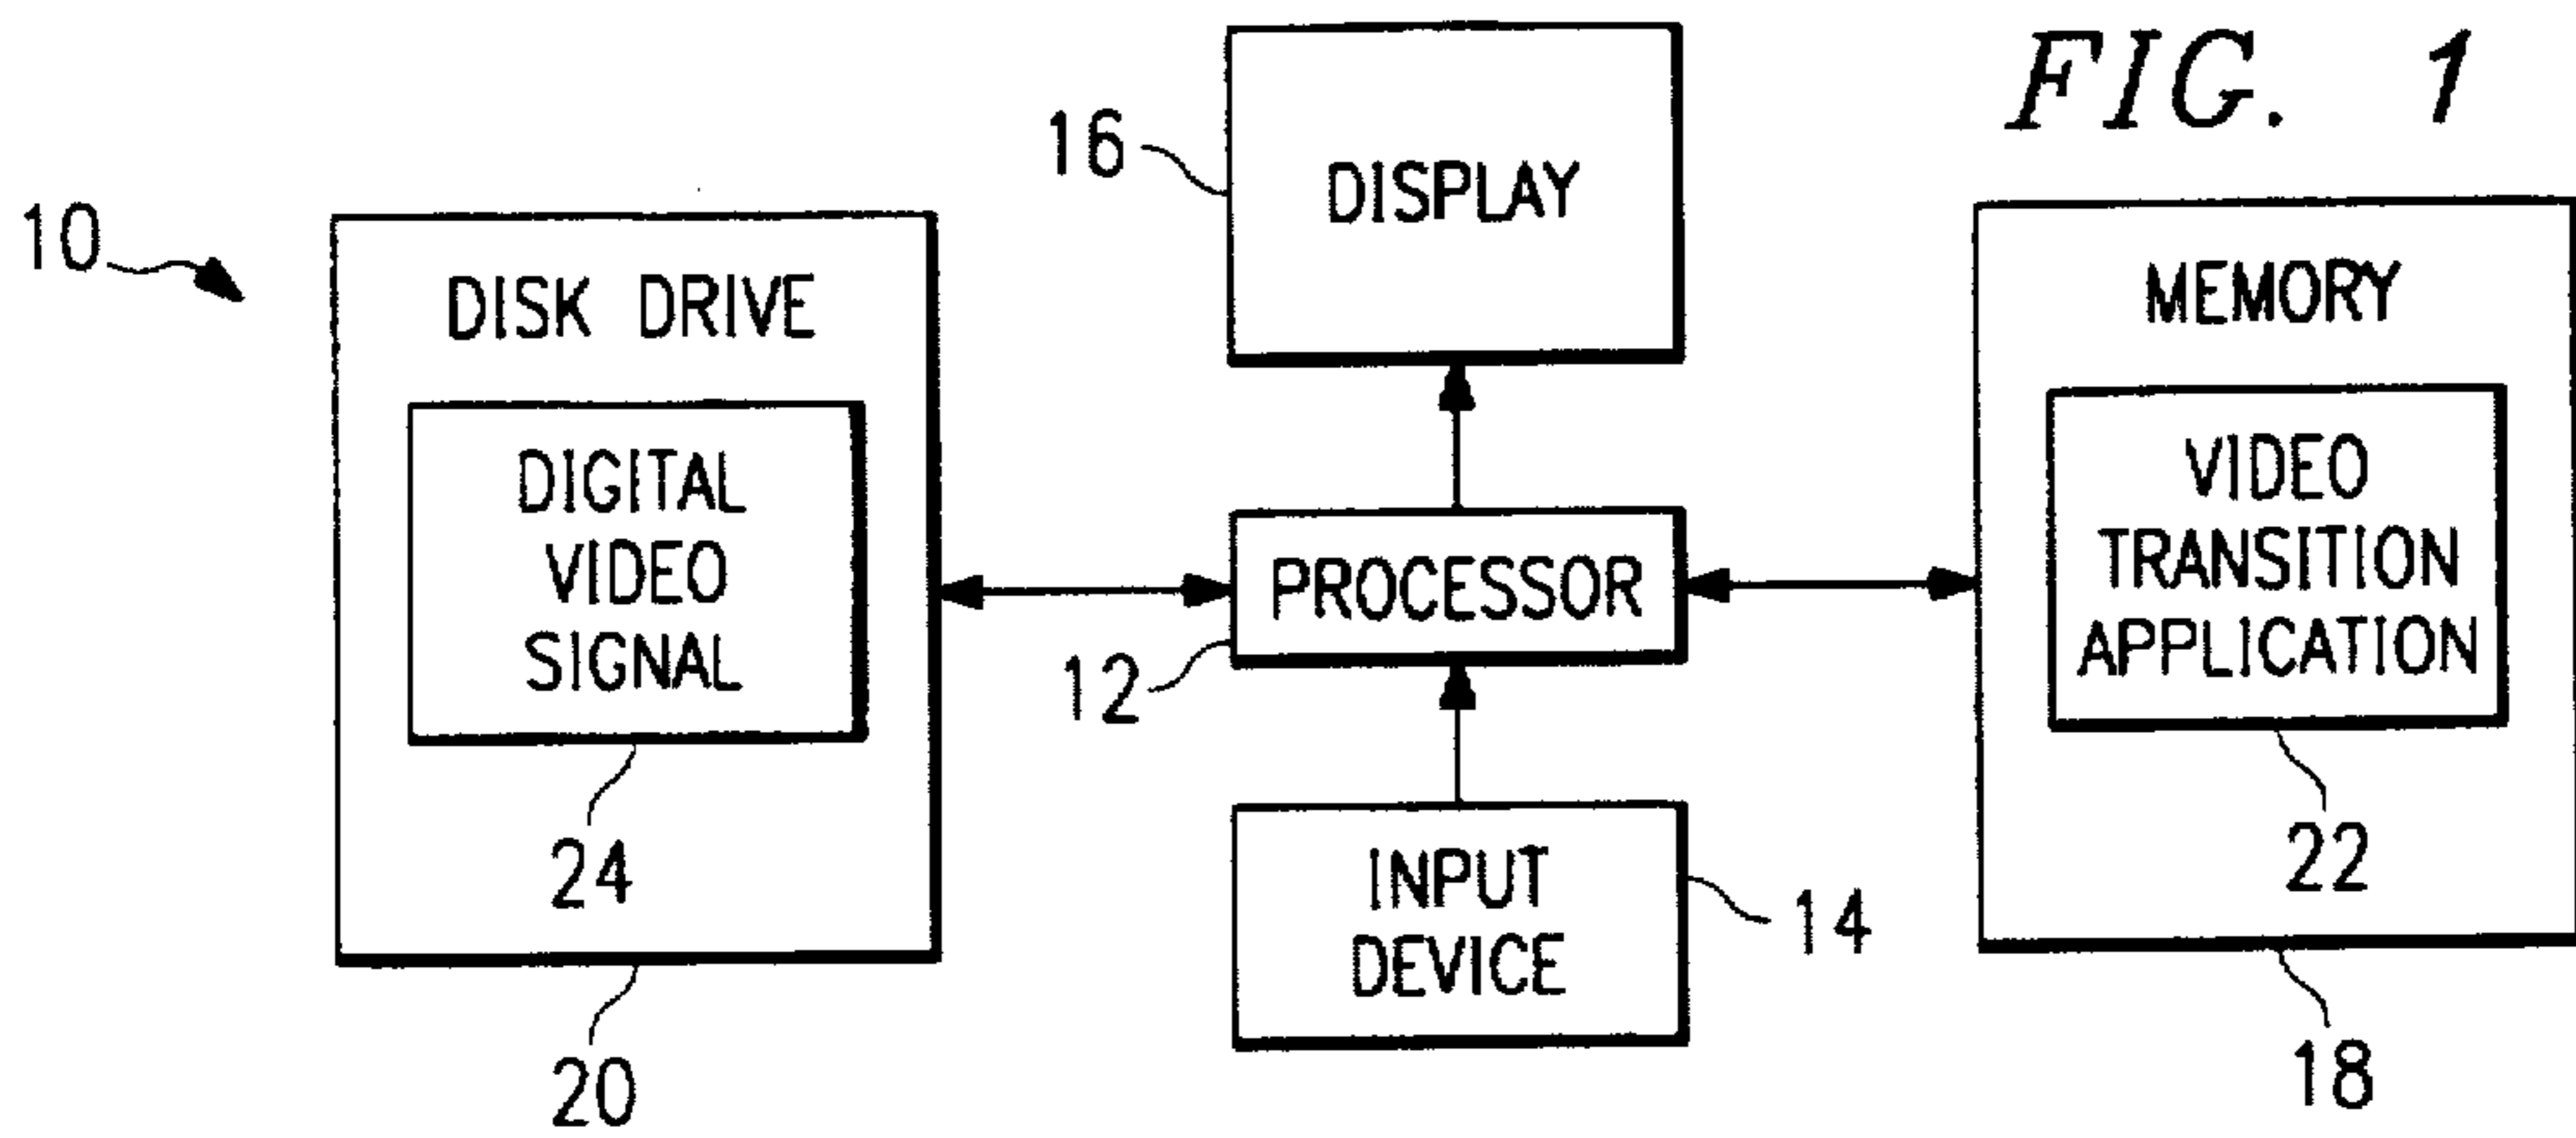 FIG. 1
10
DISK DRIVE
DIGITAL
VIDEO
SIGNAL
24
20
16
DISPLAY
PROCESSOR
12
INPUT
DEVICE
14
MEMORY
VIDEO
TRANSITION
APPLICATION
22
18